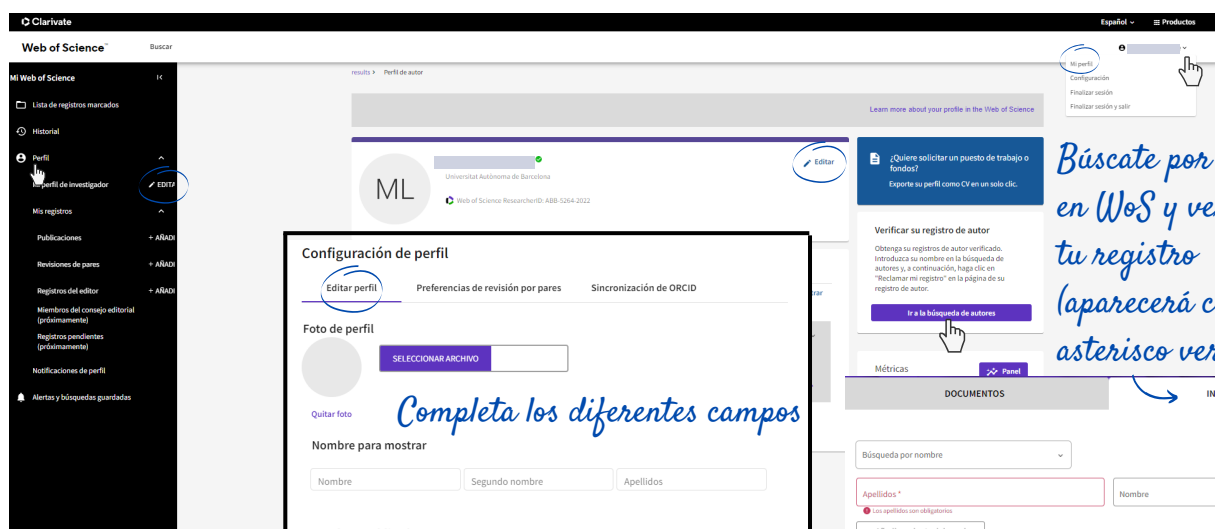 Clarivate
Español
Productos
Web of Science™
Buscar
Mi perfil
Configuración
Finalizar sesión
Finalizar sesión y salir
Mi Web of Science
Lista de registros marcados
Historial
Perfil
Mi perfil de investigador
EDITA
Mis registros
Publicaciones
+ AÑADI
Revisiones de pares
+ AÑADI
Registros del editor
+ AÑADI
Miembros del consejo editorial
(próximamente)
Registros pendientes
(próximamente)
Notificaciones de perfil
Alertas y búsquedas guardadas
results > Perfil de autor
Learn more about your profile in the Web of Science
ML
Universitat Autònoma de Barcelona
Web of Science ResearcherID: ABB-5264-2022
Editar
¿Quiere solicitar un puesto de trabajo o
fondos?
Exporte su perfil como CV en un solo clic.
Verificar su registro de autor
Obtenga su registros de autor verificado.
Introduzca su nombre en la búsqueda de
autores y, a continuación, haga clic en
"Reclamar mi registro" en la página de su
registro de autor.
Ir a la búsqueda de autores
Métricas
Panel
Búscate por
en WoS y ve
tu registro
(aparecerá c
asterisco ver
Configuración de perfil
Editar perfil
Preferencias de revisión por pares
Sincronización de ORCID
Foto de perfil
SELECCIONAR ARCHIVO
Quitar foto
Completa los diferentes campos
Nombre para mostrar
Nombre
Segundo nombre
Apellidos
trar
DOCUMENTOS
IN
Búsqueda por nombre
Apellidos *
Nombre
Los apellidos son obligatorios